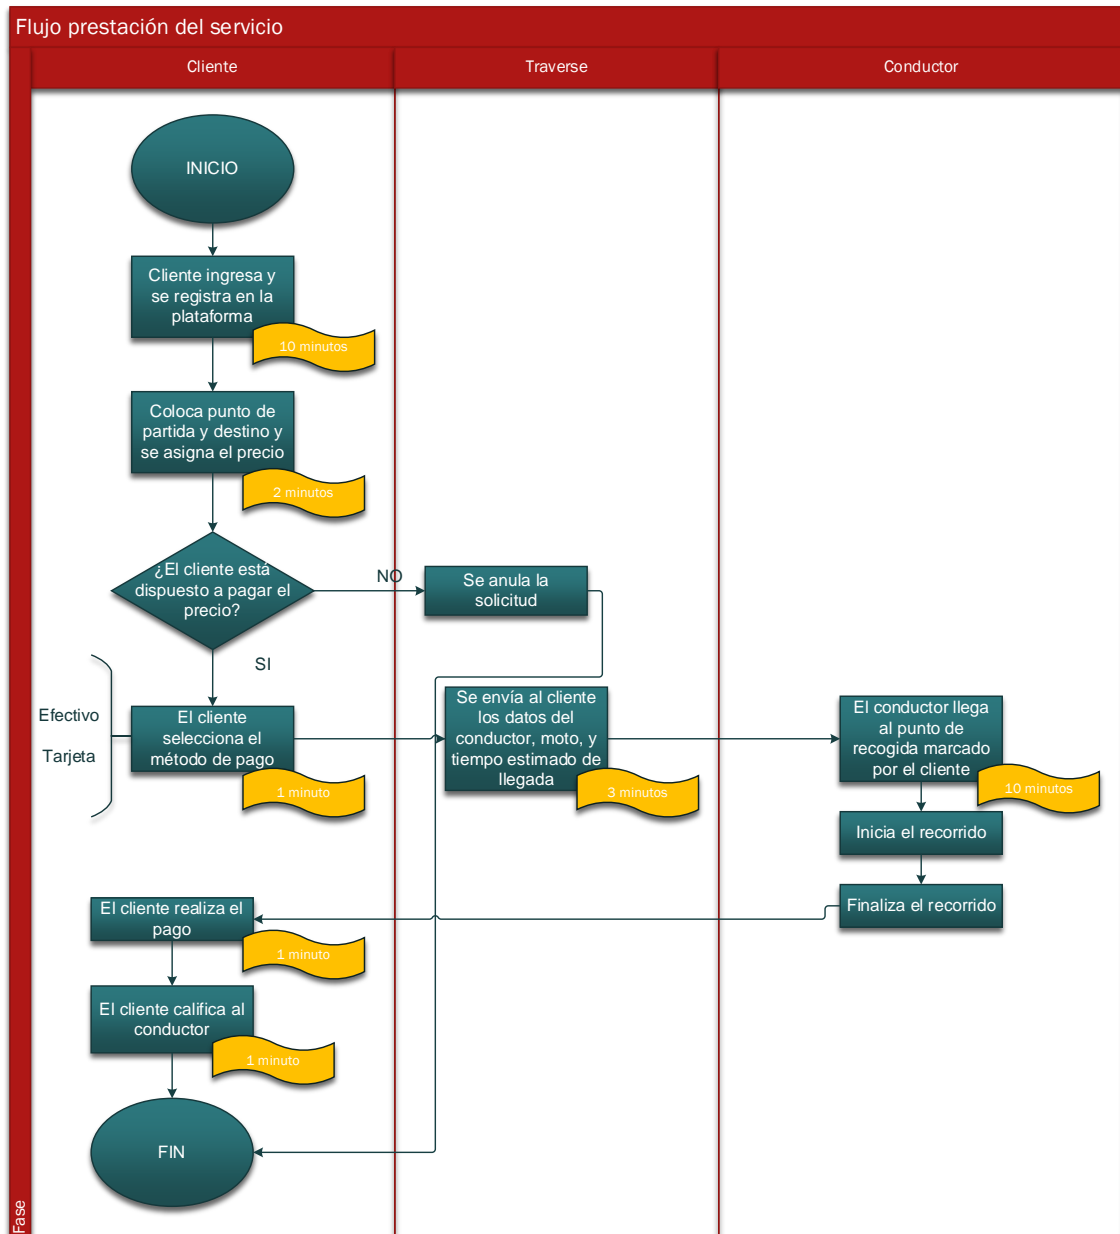 Flujo prestación del servicio
Cliente
Traverse
Conductor
INICIO
Cliente ingresa y
se registra en la
plataforma
10 minutos
Coloca punto de
partida y destino y
se asigna el precio
2 minutos
¿El cliente está
dispuesto a pagar el
precio?
NO
Se anula la
solicitud
SI
Efectivo
Tarjeta
El cliente
selecciona el
método de pago
1 minuto
Se envía al cliente
los datos del
conductor, moto, y
tiempo estimado de
llegada
3 minutos
El conductor llega
al punto de
recogida marcado
por el cliente
10 minutos
Inicia el recorrido
Finaliza el recorrido
El cliente realiza el
pago
1 minuto
El cliente califica al
conductor
1 minuto
FIN
Fase